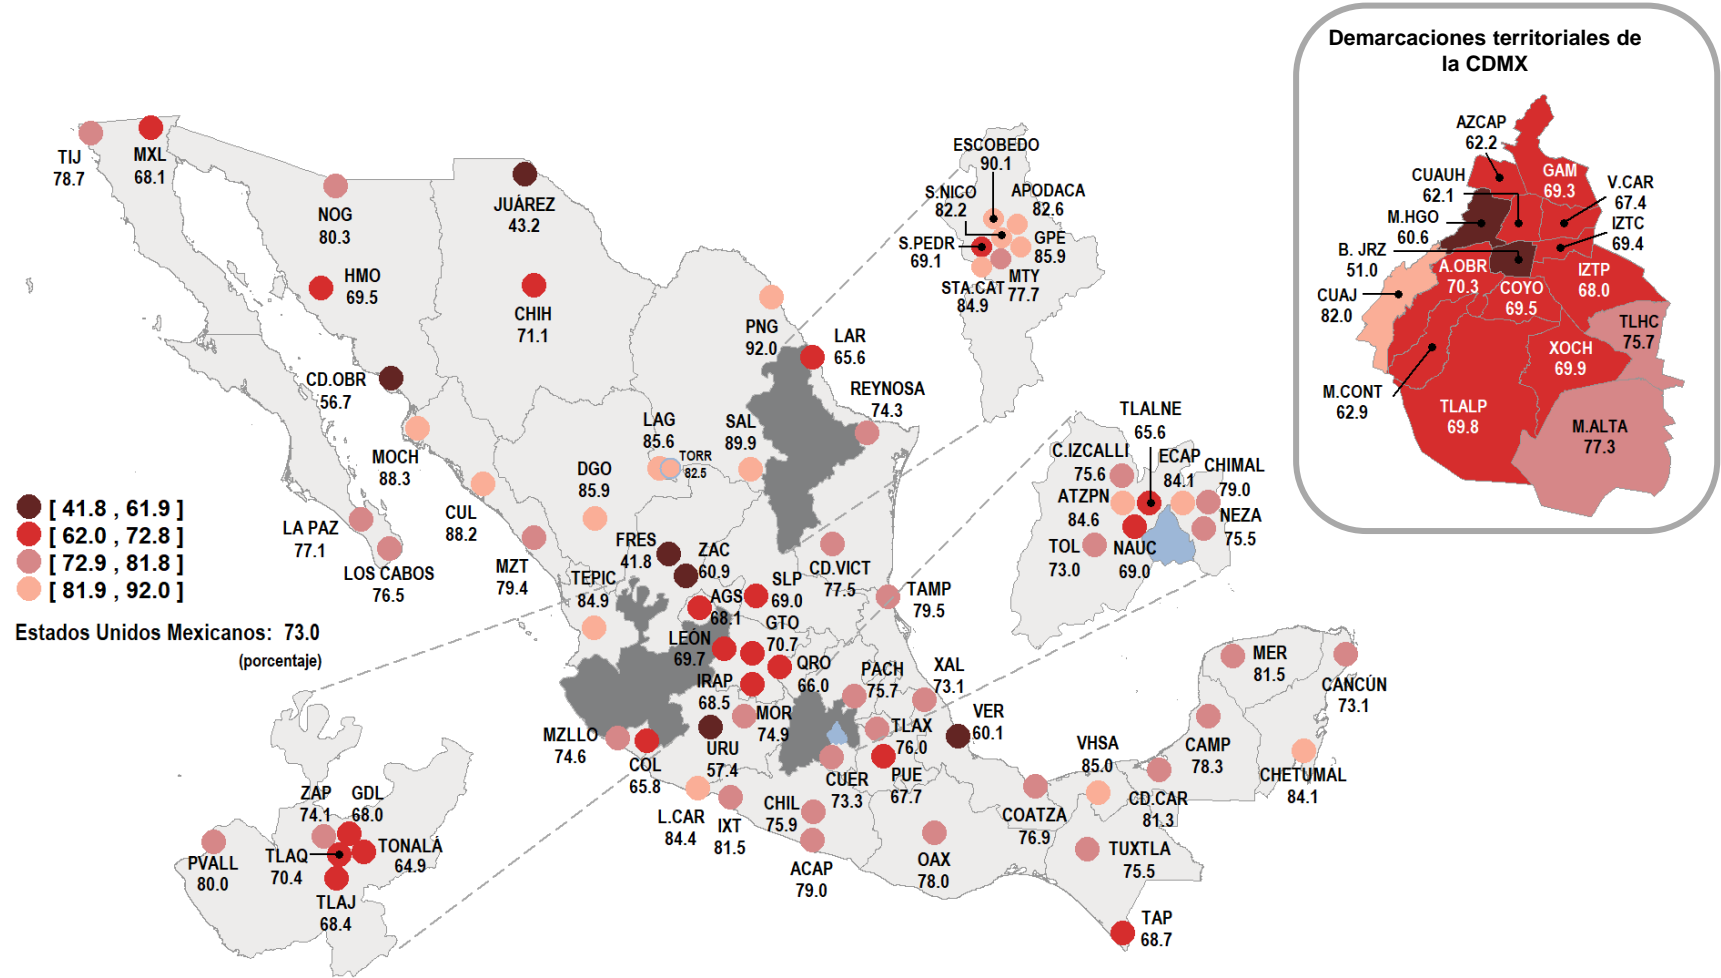 Demarcaciones territoriales de
la CDMX
AZCAP
62.2
CUAUH
62.1
M.HGO
60.6
B. JRZ
51.0
CUAJ
82.0
M.CONT
62.9
GAM
69.3
V.CAR
67.4
IZTC
69.4
A.OBR
70.3
COYO
69.5
IZTP
68.0
TLHC
75.7
XOCH
69.9
TLALP
69.8
M.ALTA
77.3
TIJ
78.7
MXL
68.1
NOG
80.3
HMO
69.5
JUÁREZ
43.2
CHIH
71.1
CD.OBR
56.7
MOCH
88.3
CUL
88.2
LA PAZ
77.1
LOS CABOS
76.5
MZT
79.4
DGO
85.9
LAG
85.6
TORR
82.5
SAL
89.9
PNG
92.0
LAR
65.6
REYNOSA
74.3
ESCOBEDO
90.1
S.NICO
82.2
APODACA
82.6
S.PEDR
69.1
GPE
85.9
STA.CAT
84.9
MTY
77.7
TLALNE
65.6
C.IZCALLI
75.6
ECAP
84.1
CHIMAL
79.0
ATZPN
84.6
NEZA
75.5
TOL
73.0
NAUC
69.0
FRES
41.8
ZAC
60.9
TEPIC
84.9
AGS
68.1
SLP
69.0
CD.VICT
77.5
TAMP
79.5
LEÓN
69.7
GTO
70.7
QRO
66.0
IRAP
68.5
PACH
75.7
XAL
73.1
MZLLO
74.6
COL
65.8
URU
57.4
MOR
74.9
TLAX
76.0
VER
60.1
CUER
73.3
PUE
67.7
L.CAR
84.4
IXT
81.5
CHIL
75.9
ACAP
79.0
OAX
78.0
COATZA
76.9
VHSA
85.0
CD.CAR
81.3
TUXTLA
75.5
TAP
68.7
MER
81.5
CANCÚN
73.1
CAMP
78.3
CHETUMAL
84.1
ZAP
74.1
GDL
68.0
PVALL
80.0
TLAQ
70.4
TONALÁ
64.9
TLAJ
68.4
[ 41.8 , 61.9 ]
[ 62.0 , 72.8 ]
[ 72.9 , 81.8 ]
[ 81.9 , 92.0 ]
Estados Unidos Mexicanos: 73.0
(porcentaje)